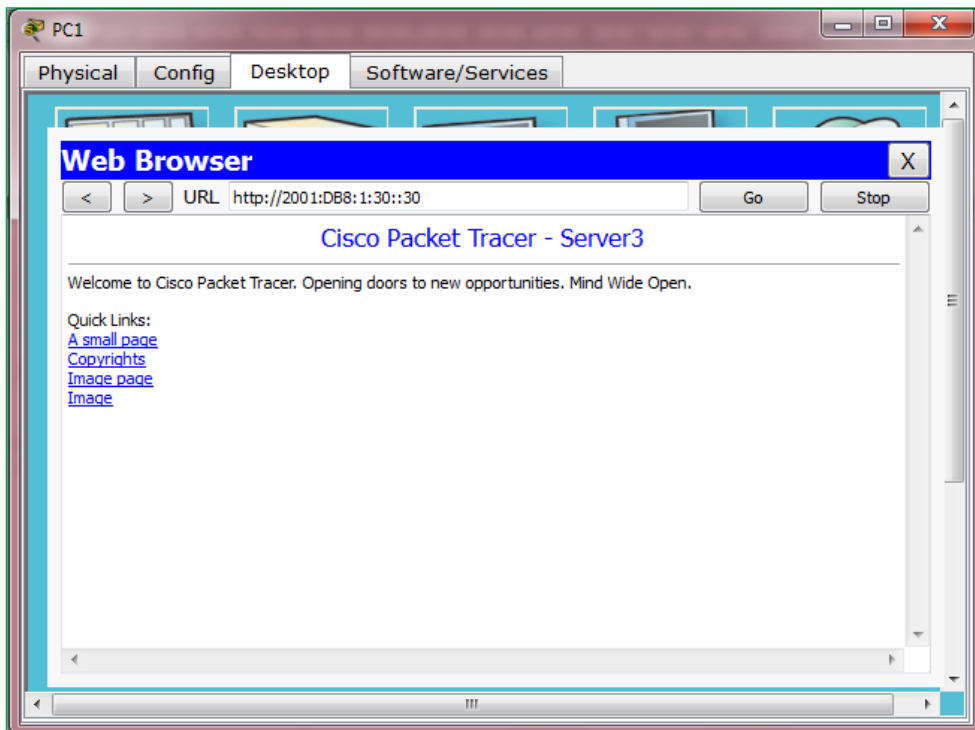 PC1
Physical Config Desktop Software/Services
Web Browser X
< > URL http://2001:DB8:1:30::30 Go Stop
Cisco Packet Tracer - Server3
Welcome to Cisco Packet Tracer. Opening doors to new opportunities. Mind Wide Open.
Quick Links:
A small page
Copyrights
Image page
Image